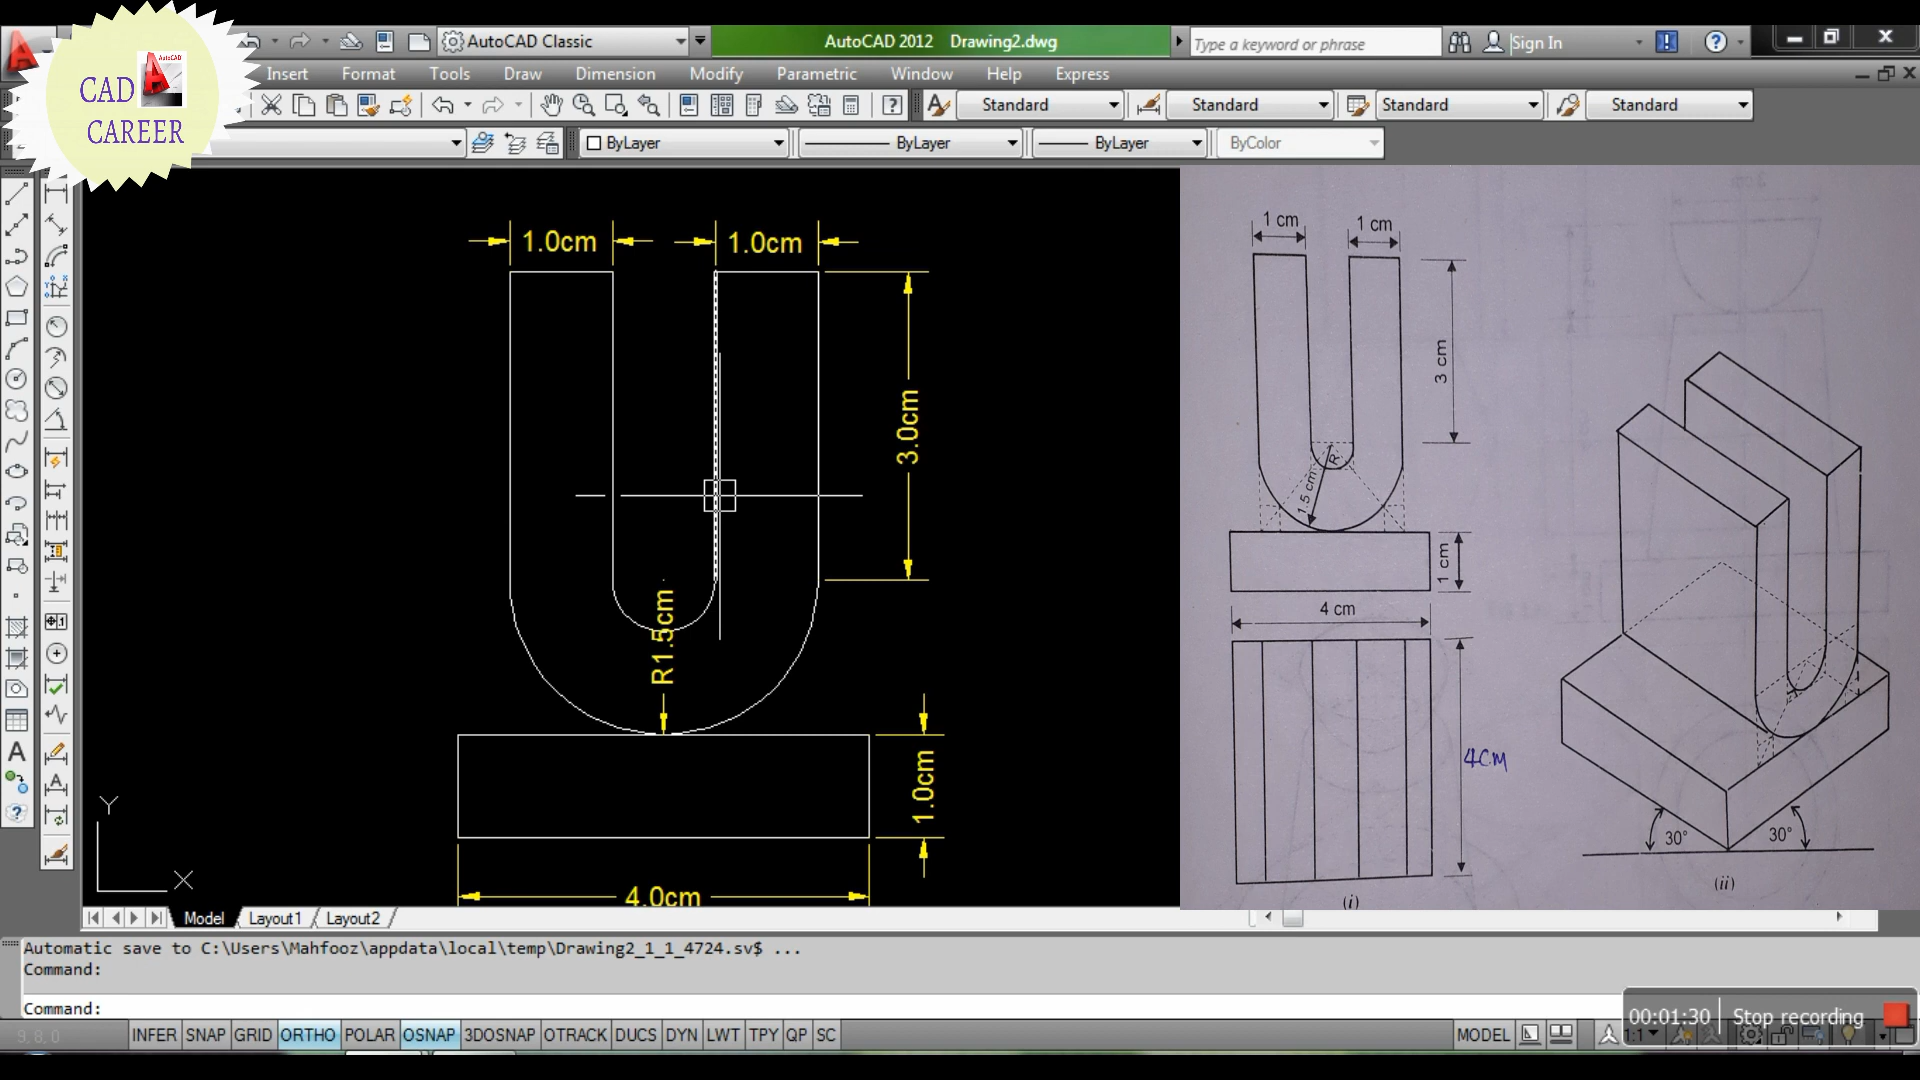 CAD
CAREER
AutoCAD
AutoCAD Classic
AutoCAD 2012 Drawing2.dwg
Type a keyword or phrase
Sign In
Insert Format Tools Draw Dimension Modify Parametric Window Help Express
Standard Standard Standard Standard
ByLayer ByLayer ByLayer ByColor
1.0cm 1.0cm
3.0cm
R1.5cm
1.0cm
4.0cm
Y
X
1 cm 1 cm
3 cm
R
1.5 cm
1 cm
4 cm
4CM
(i)
30° 30°
(ii)
Model Layout1 Layout2
Automatic save to C:\Users\Mahfooz\appdata\local\temp\Drawing2_1_1_4724.sv$ ...
Command:
Command:
9,8,0
INFER SNAP GRID ORTHO POLAR OSNAP 3DOSNAP OTRACK DUCS DYN LWT TPY QP SC
MODEL
1:1
00:01:30 Stop recording